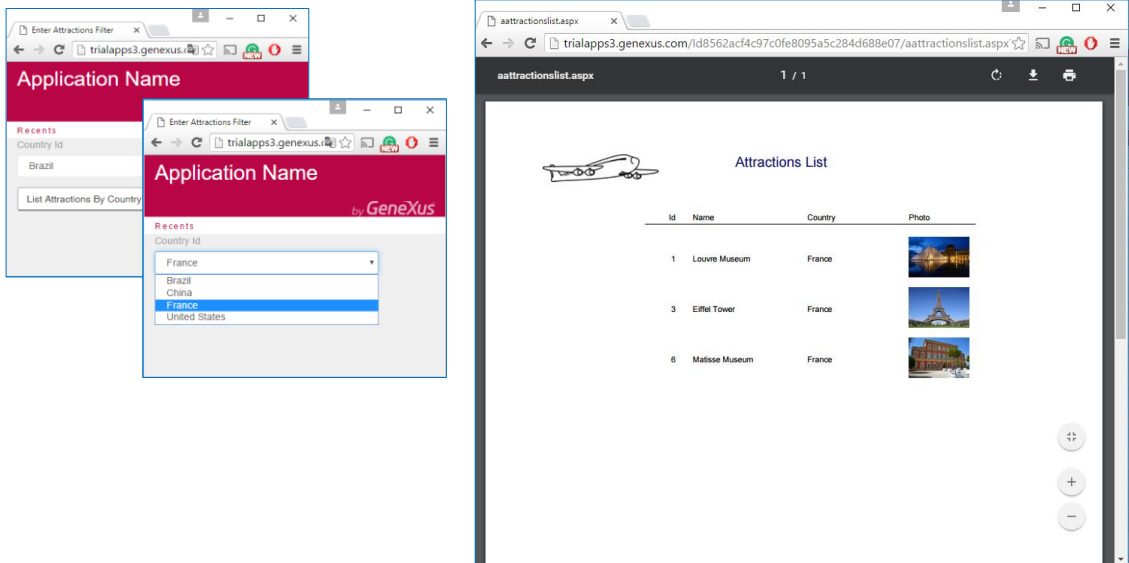 Enter Attractions Filter
trialapps3.genexus.
NEW
Application Name
Recents
Country Id
Brazil
List Attractions By Country
Enter Attractions Filter
trialapps3.genexus.
NEW
Application Name
by GeneXus
Recents
Country Id
France
Brazil
China
France
United States
aattractionslist.aspx
trialapps3.genexus.com/Id8562acf4c97c0fe8095a5c284d688e07/aattractionslist.aspx
NEW
aattractionslist.aspx 1 / 1
Attractions List
Id Name Country Photo
1 Louvre Museum France
3 Eiffel Tower France
6 Matisse Museum France